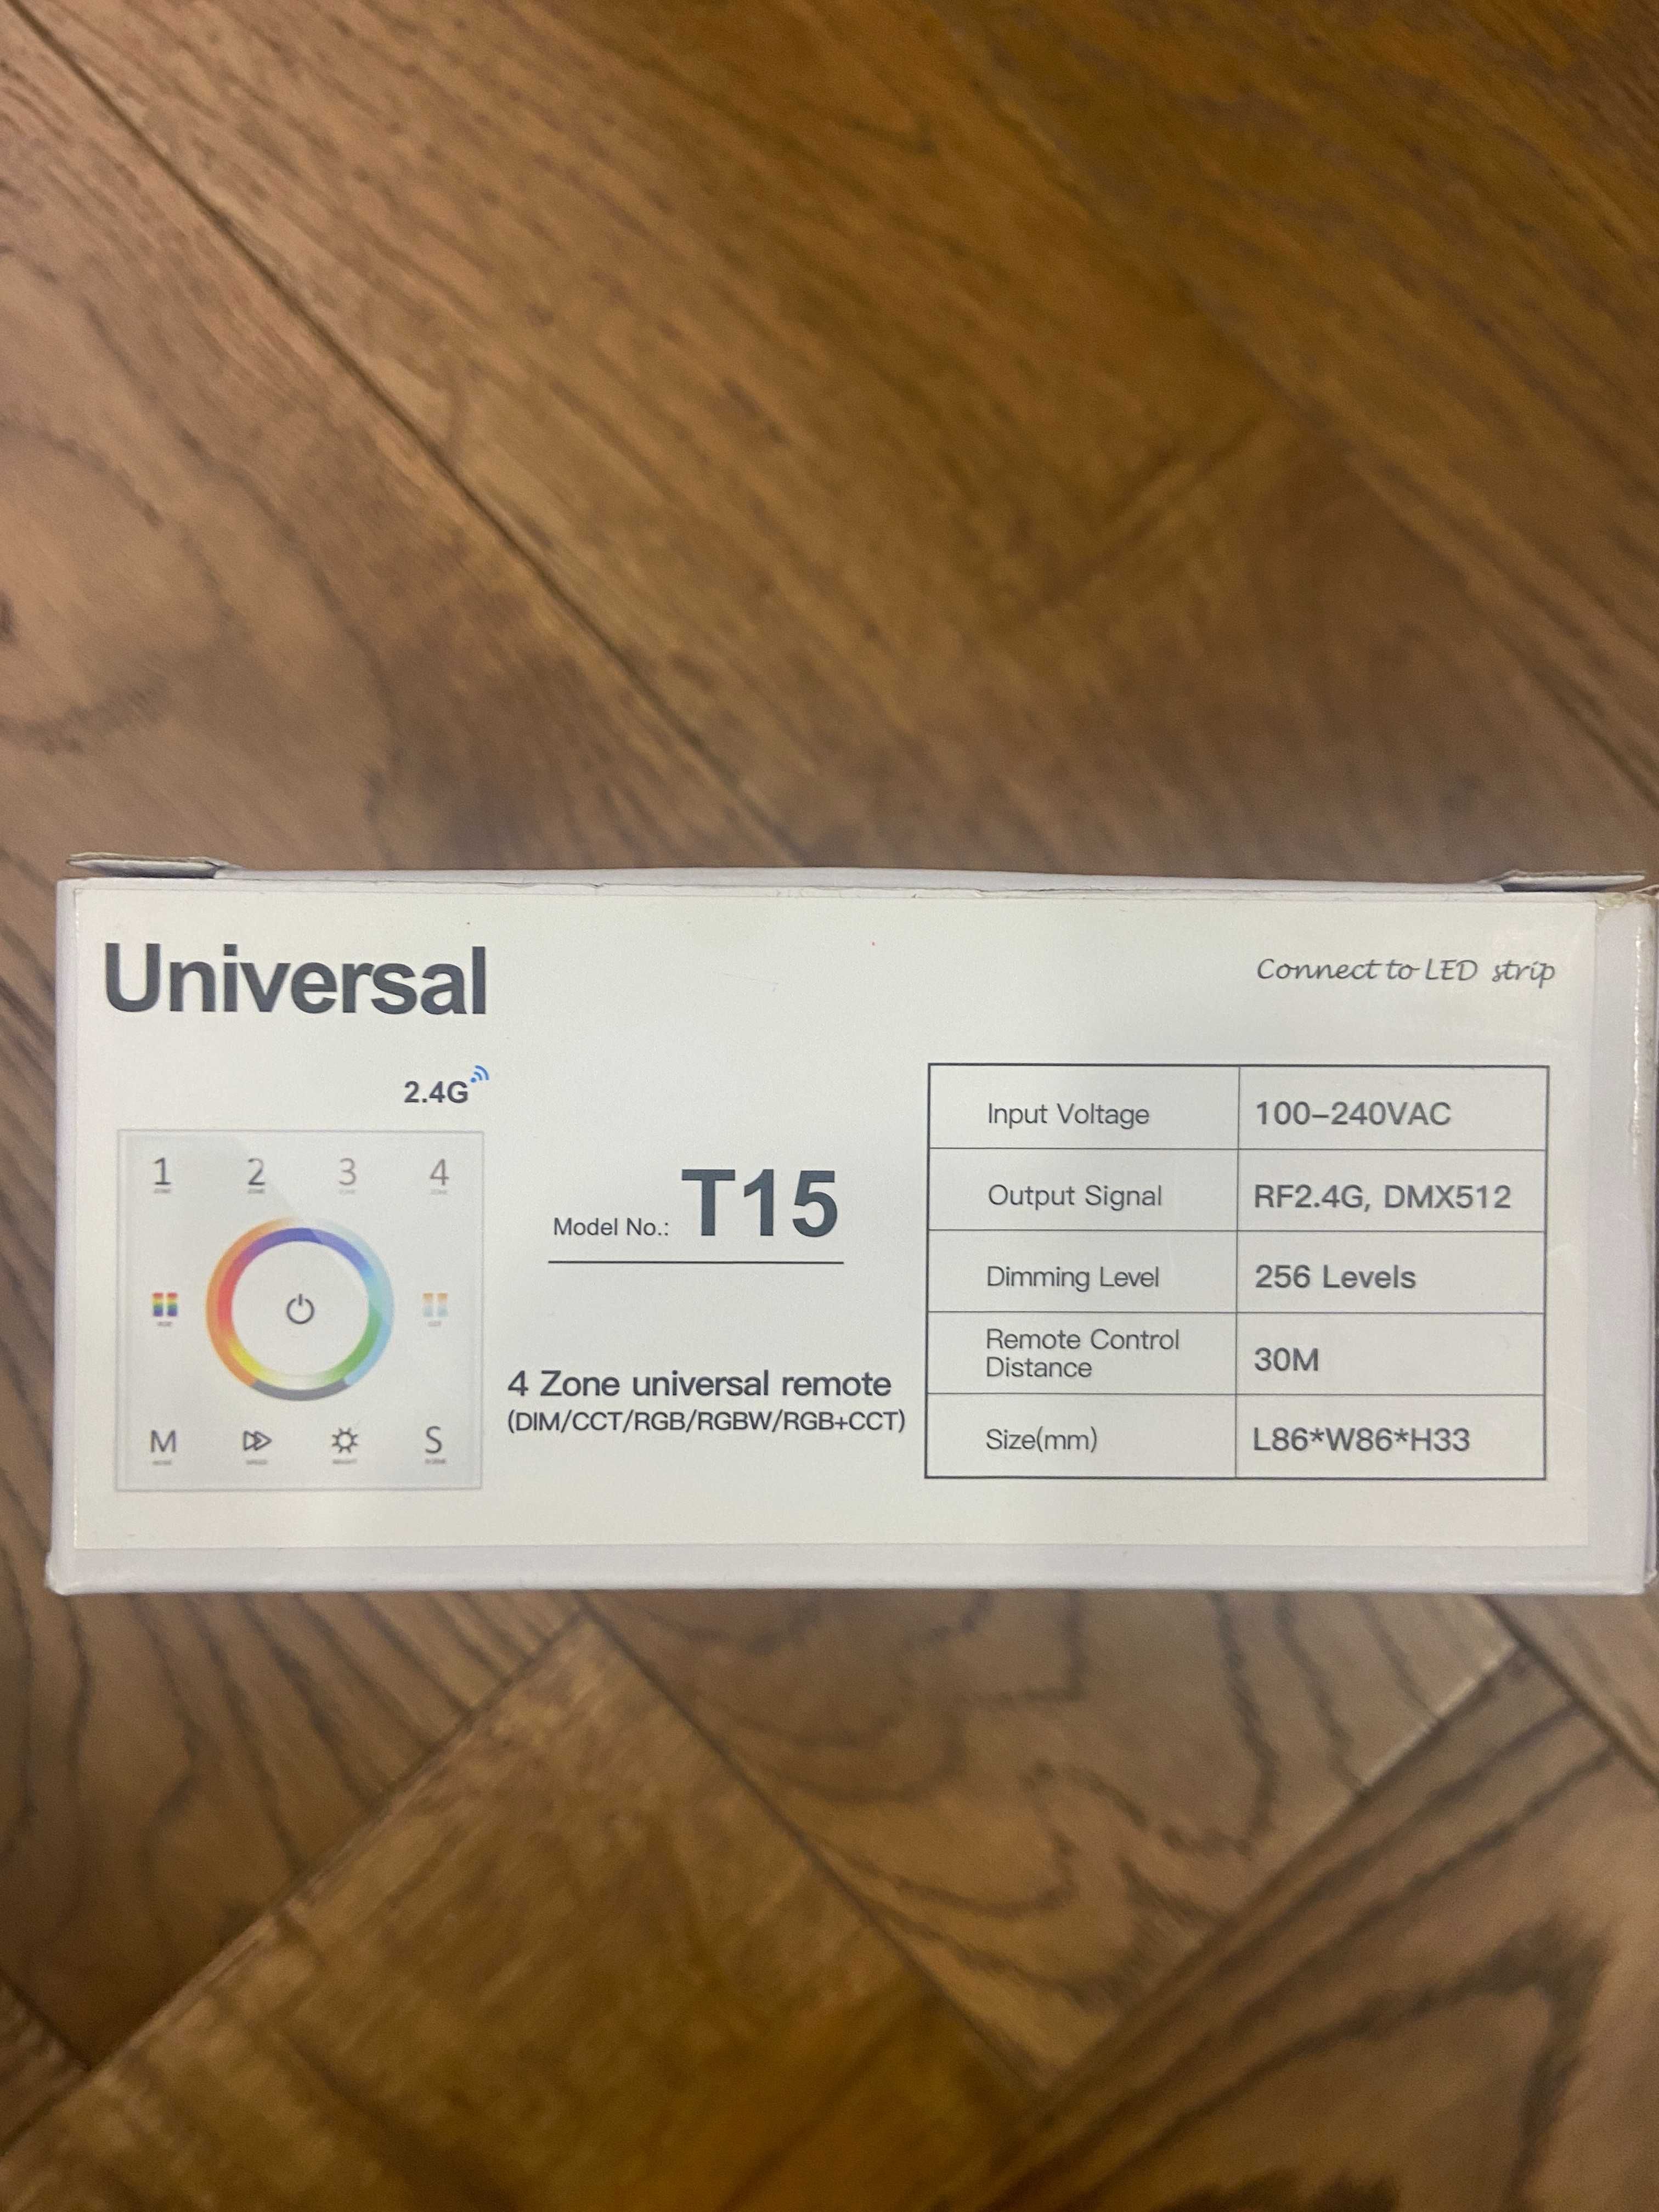 Universal
Connect to LED strip
2.4G
1 2 3 4
M S
Model No.: T15
4 Zone universal remote
(DIM/CCT/RGB/RGBW/RGB+CCT)
Input Voltage 100–240VAC
Output Signal RF2.4G, DMX512
Dimming Level 256 Levels
Remote Control
Distance 30M
Size(mm) L86*W86*H33